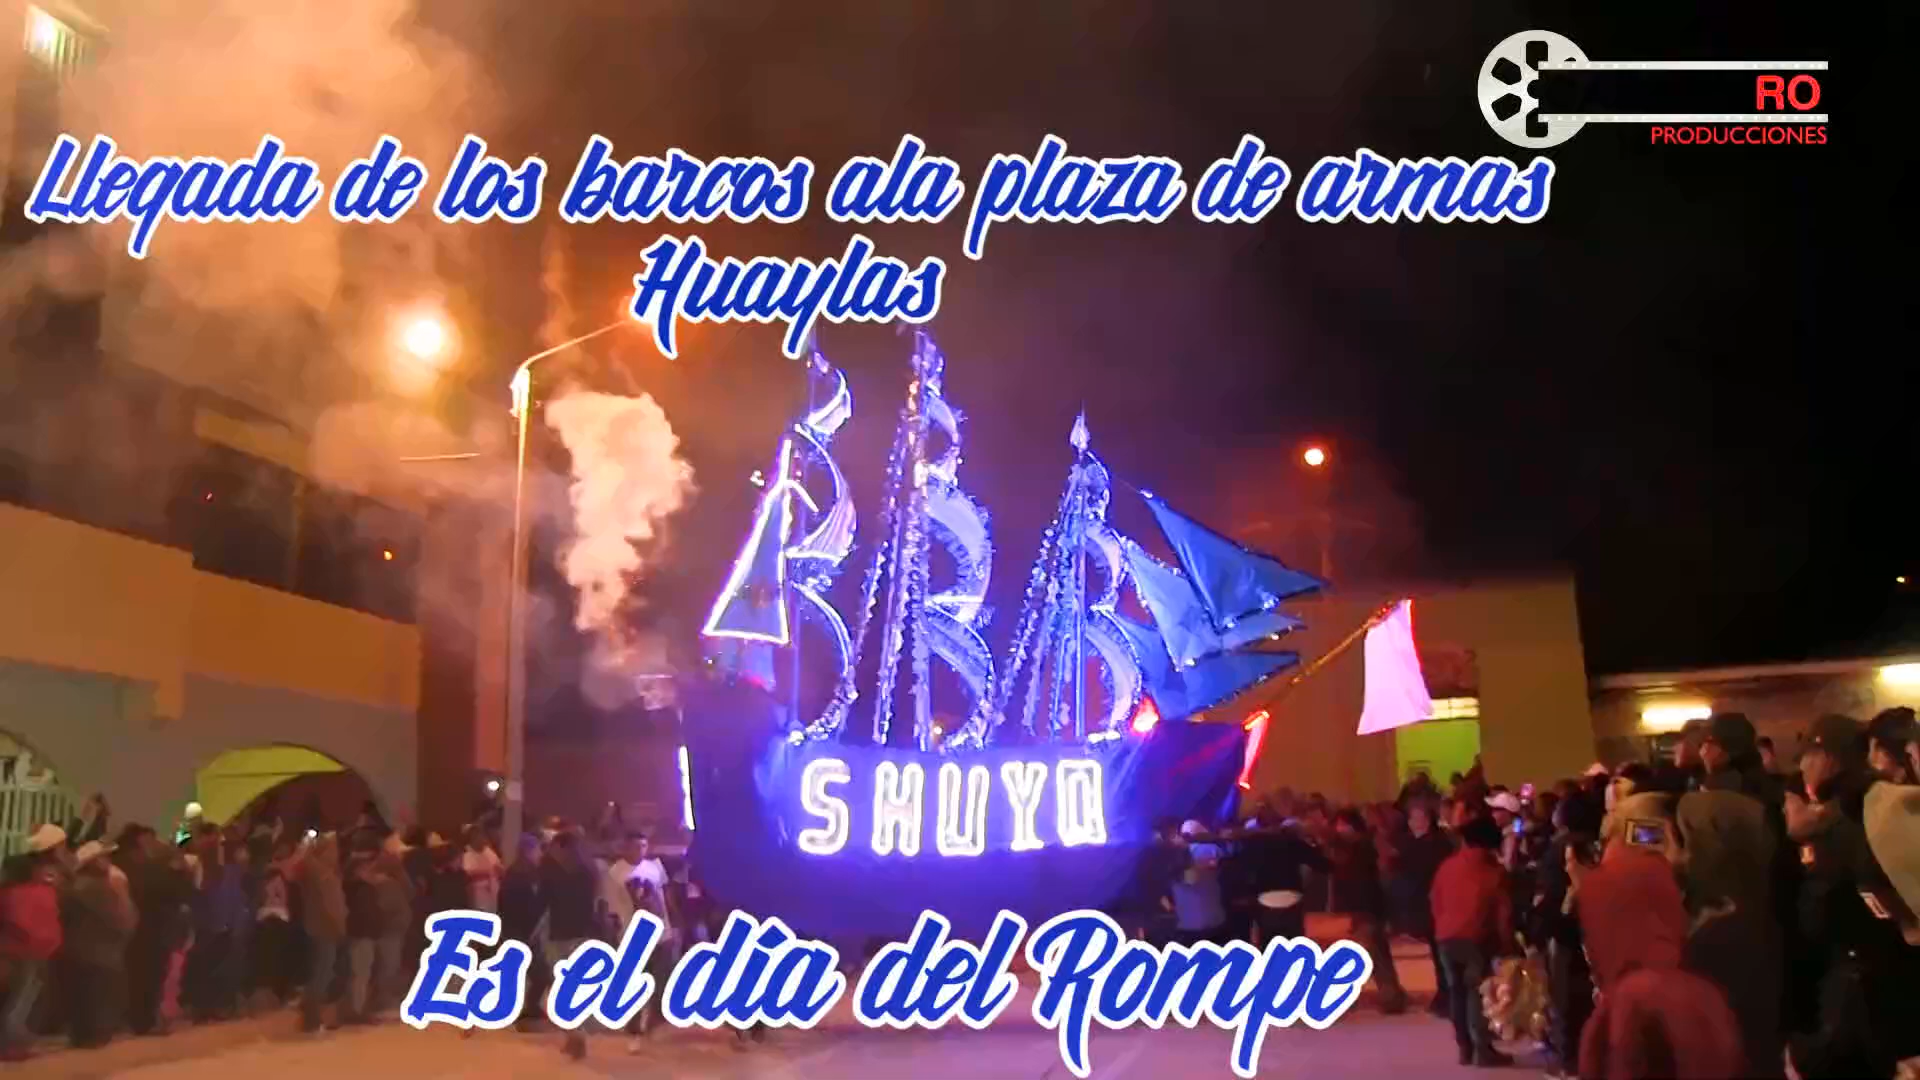 RO
PRODUCCIONES
Llegada de los barcos ala plaza de armas
Huaylas
SHUYO
Es el día del Rompe